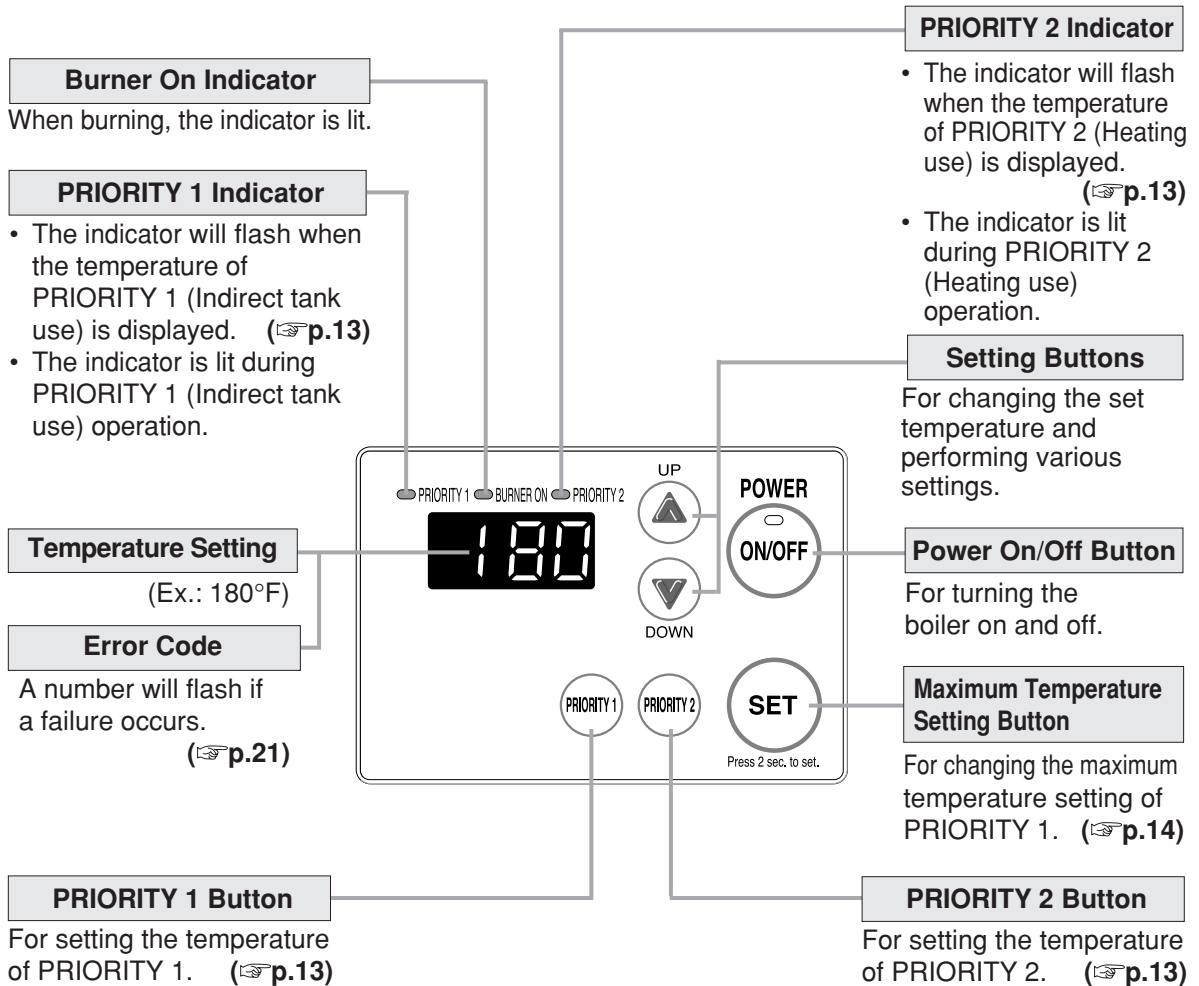 Burner On Indicator
When burning, the indicator is lit.
PRIORITY 1 Indicator
• The indicator will flash when
the temperature of
PRIORITY 1 (Indirect tank
use) is displayed. (☞p.13)
• The indicator is lit during
PRIORITY 1 (Indirect tank
use) operation.
PRIORITY 2 Indicator
• The indicator will flash
when the temperature
of PRIORITY 2 (Heating
use) is displayed.
(☞p.13)
• The indicator is lit
during PRIORITY 2
(Heating use)
operation.
Setting Buttons
For changing the set
temperature and
performing various
settings.
PRIORITY 1 BURNER ON PRIORITY 2
180
UP
DOWN
POWER
ON/OFF
PRIORITY 1
PRIORITY 2
SET
Press 2 sec. to set.
Temperature Setting
(Ex.: 180°F)
Error Code
A number will flash if
a failure occurs.
(☞p.21)
Power On/Off Button
For turning the
boiler on and off.
Maximum Temperature
Setting Button
For changing the maximum
temperature setting of
PRIORITY 1. (☞p.14)
PRIORITY 1 Button
For setting the temperature
of PRIORITY 1. (☞p.13)
PRIORITY 2 Button
For setting the temperature
of PRIORITY 2. (☞p.13)